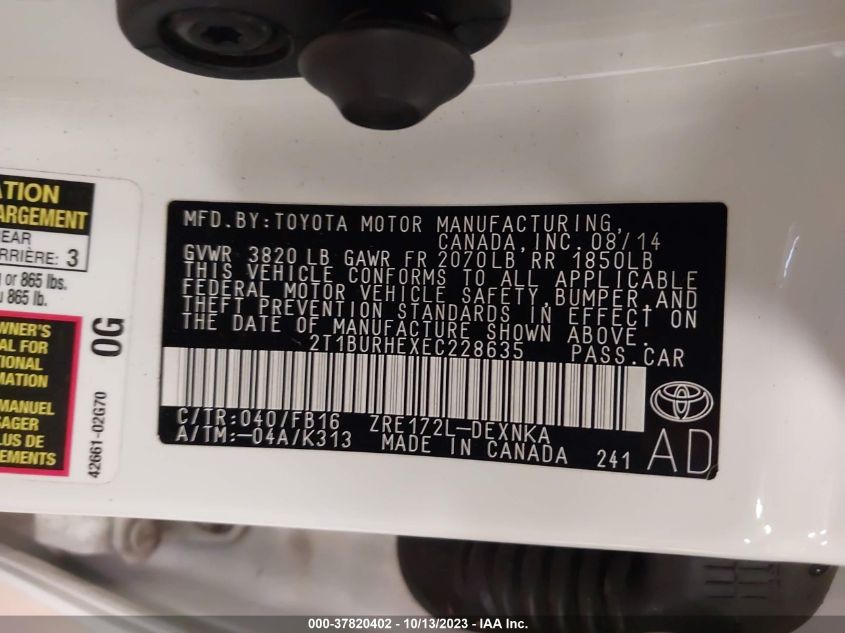 ATION
ARGEMENT
EAR
RRIÈRE: 3
g or 865 lbs.
u 865 lb.
OWNER'S
AL FOR
TIONAL
MATION
MANUEL
SAGER
PLUS DE
EMENTS
0G
42661-02G70
MFD.BY:TOYOTA MOTOR MANUFACTURING,
CANADA,INC.08/14
GVWR 3820 LB GAWR FR 2070LB RR 1850LB
THIS VEHICLE CONFORMS TO ALL APPLICABLE
FEDERAL MOTOR VEHICLE SAFETY,BUMPER,AND
THEFT PREVENTION STANDARDS IN EFFECT ON
THE DATE OF MANUFACTURE SHOWN ABOVE.
2T1BURHEXEC228635 PASS.CAR
C/TR:040/FB16 ZRE172L-DEXNKA
A/TM:-04A/K313 MADE IN CANADA 241 AD
000-37820402 - 10/13/2023 - IAA Inc.